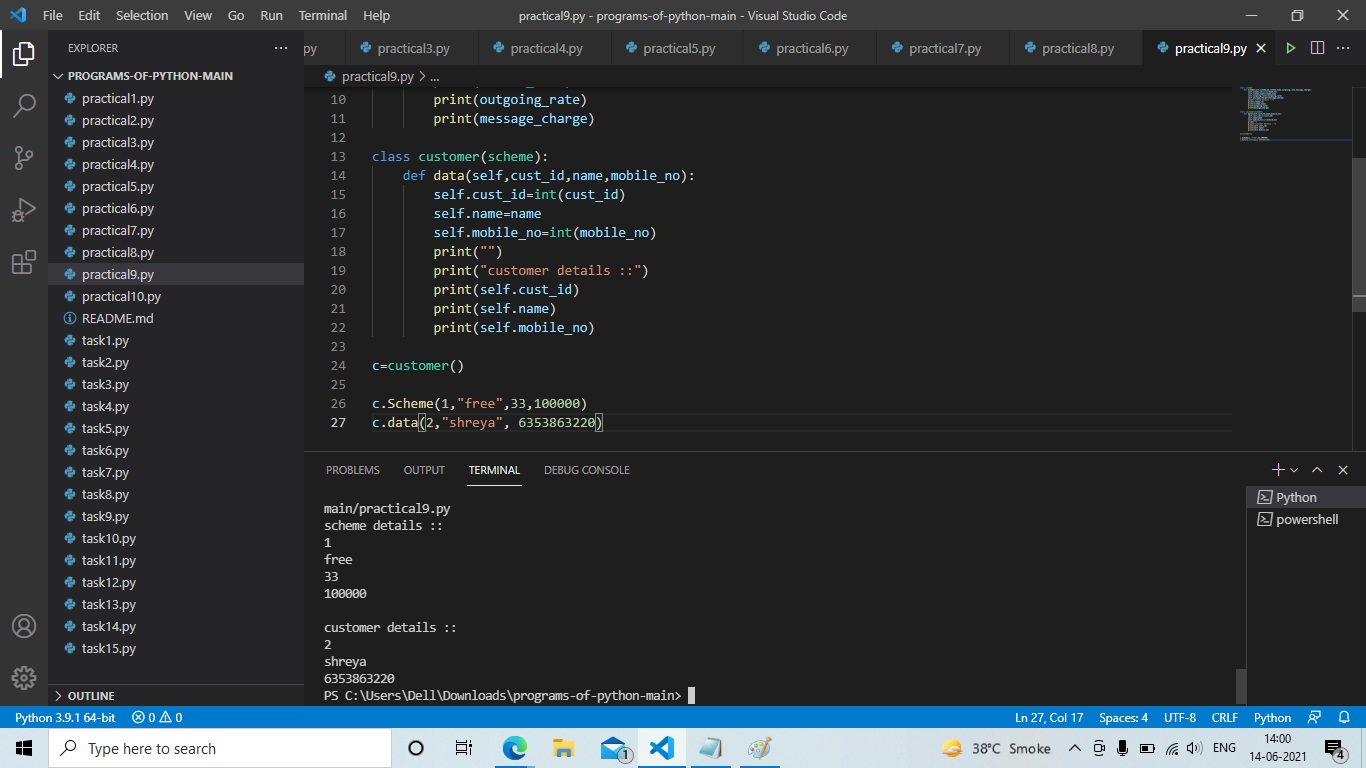 File Edit Selection View Go Run Terminal Help practical9.py - programs-of-python-main - Visual Studio Code
EXPLORER
PROGRAMS-OF-PYTHON-MAIN
practical1.py
practical2.py
practical3.py
practical4.py
practical5.py
practical6.py
practical7.py
practical8.py
practical9.py
practical10.py
README.md
task1.py
task2.py
task3.py
task4.py
task5.py
task6.py
task7.py
task8.py
task9.py
task10.py
task11.py
task12.py
task13.py
task14.py
task15.py
OUTLINE
py practical3.py practical4.py practical5.py practical6.py practical7.py practical8.py practical9.py
practical9.py > ...
10 print(outgoing_rate)
11 print(message_charge)
12
13 class customer(scheme):
14 def data(self,cust_id,name,mobile_no):
15 self.cust_id=int(cust_id)
16 self.name=name
17 self.mobile_no=int(mobile_no)
18 print("")
19 print("customer details ::")
20 print(self.cust_id)
21 print(self.name)
22 print(self.mobile_no)
23
24 c=customer()
25
26 c.Scheme(1,"free",33,100000)
27 c.data(2,"shreya", 6353863220)
PROBLEMS OUTPUT TERMINAL DEBUG CONSOLE
main/practical9.py
scheme details ::
1
free
33
100000
customer details ::
2
shreya
6353863220
PS C:\Users\Dell\Downloads\programs-of-python-main>
Python
powershell
Python 3.9.1 64-bit 0 0 Ln 27, Col 17 Spaces: 4 UTF-8 CRLF Python
Type here to search 1 38°C Smoke ENG 14:00
14-06-2021 4